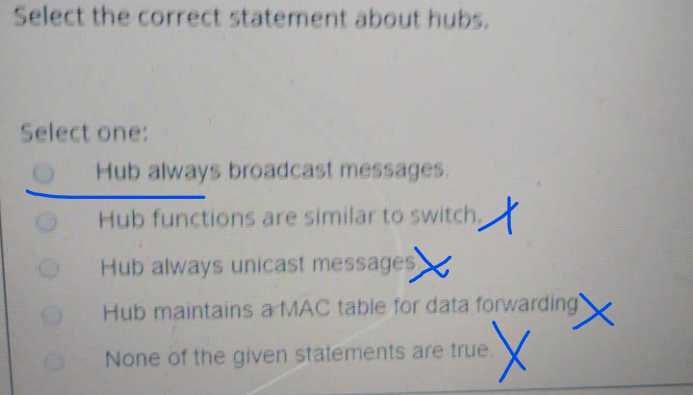 Select the correct statement about hubs.
Select one:
Hub always broadcast messages.
Hub functions are similar to switch.
Hub always unicast messages
Hub maintains a MAC table for data forwarding
None of the given statements are true.